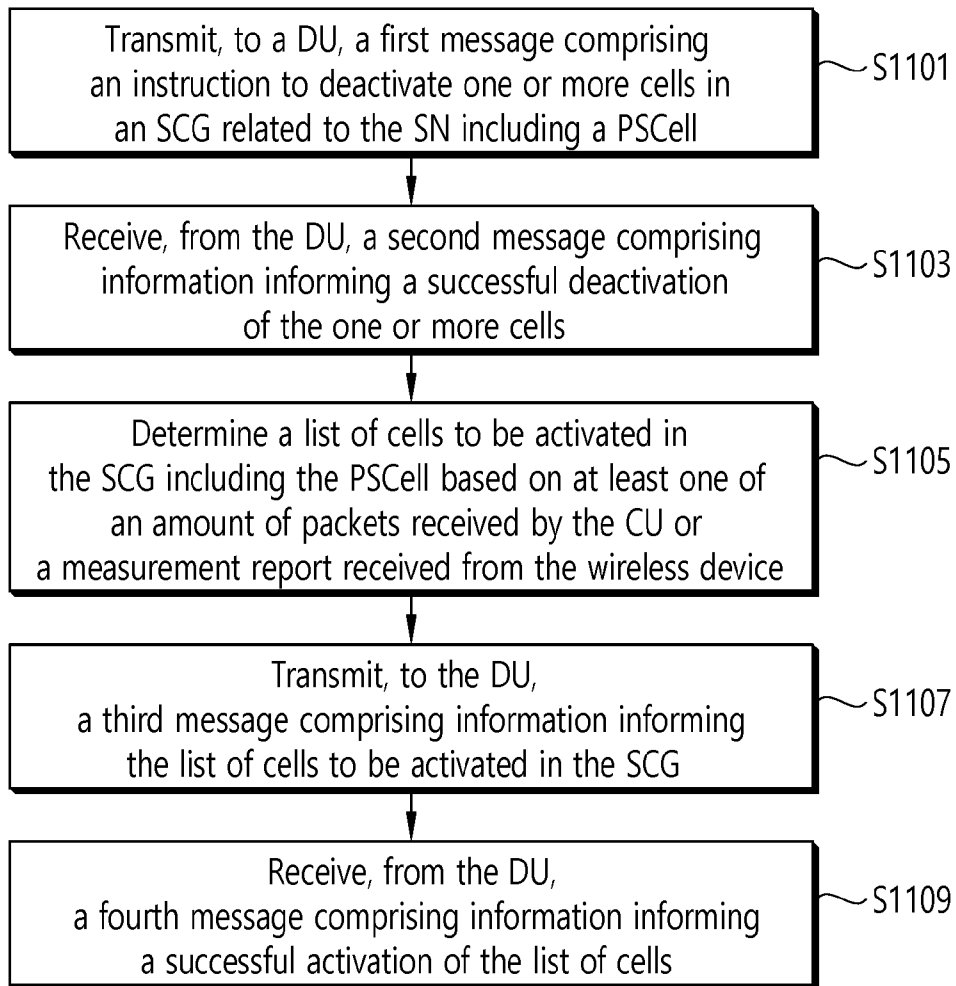 Transmit, to a DU, a first message comprising
an instruction to deactivate one or more cells in
an SCG related to the SN including a PSCell
S1101
Receive, from the DU, a second message comprising
information informing a successful deactivation
of the one or more cells
S1103
Determine a list of cells to be activated in
the SCG including the PSCell based on at least one of
an amount of packets received by the CU or
a measurement report received from the wireless device
S1105
Transmit, to the DU,
a third message comprising information informing
the list of cells to be activated in the SCG
S1107
Receive, from the DU,
a fourth message comprising information informing
a successful activation of the list of cells
S1109